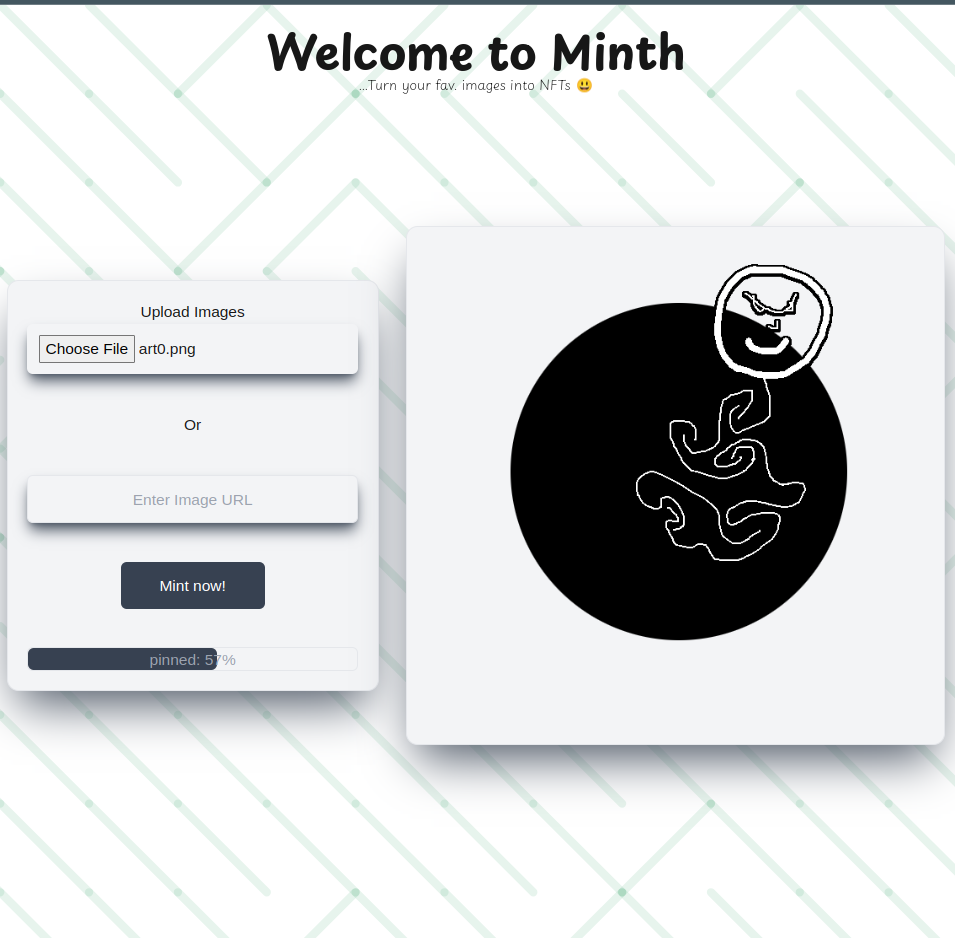 Welcome to Minth
...Turn your fav. images into NFTs 😃
Upload Images
Choose File art0.png
Or
Enter Image URL
Mint now!
pinned: 57%